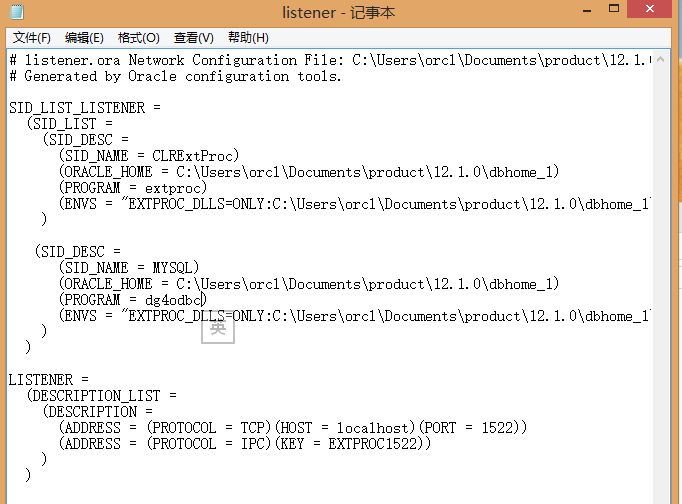 listener - 记事本
文件(F) 编辑(E) 格式(O) 查看(V) 帮助(H)
# listener.ora Network Configuration File: C:\Users\orcl\Documents\product\12.1.
# Generated by Oracle configuration tools.
SID_LIST_LISTENER =
(SID_LIST =
(SID_DESC =
(SID_NAME = CLRExtProc)
(ORACLE_HOME = C:\Users\orcl\Documents\product\12.1.0\dbhome_1)
(PROGRAM = extproc)
(ENVS = "EXTPROC_DLLS=ONLY:C:\Users\orcl\Documents\product\12.1.0\dbhome_1
)
(SID_DESC =
(SID_NAME = MYSQL)
(ORACLE_HOME = C:\Users\orcl\Documents\product\12.1.0\dbhome_1)
(PROGRAM = dg4odbc)
(ENVS = "EXTPROC_DLLS=ONLY:C:\Users\orcl\Documents\product\12.1.0\dbhome_1
英
)
)
LISTENER =
(DESCRIPTION_LIST =
(DESCRIPTION =
(ADDRESS = (PROTOCOL = TCP)(HOST = localhost)(PORT = 1522))
(ADDRESS = (PROTOCOL = IPC)(KEY = EXTPROC1522))
)
)